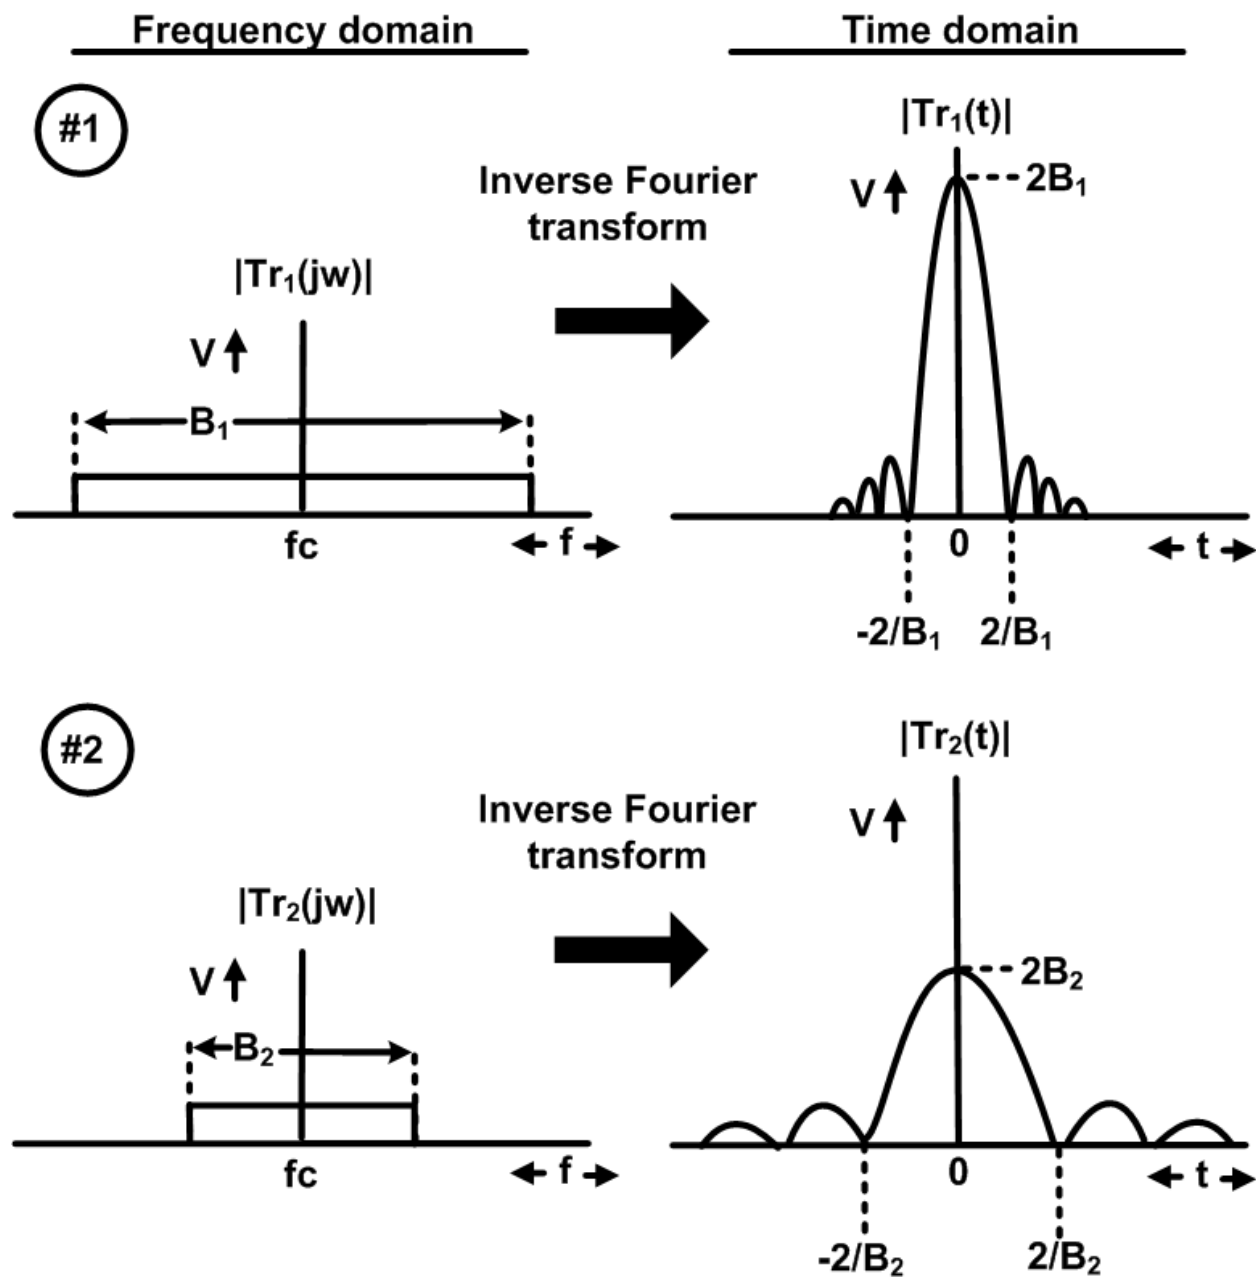 Frequency domain
Time domain
#1
|Tr₁(t)|
Inverse Fourier
transform
V
2B₁
|Tr₁(jw)|
V
B₁
fc
f
0
t
-2/B₁
2/B₁
#2
|Tr₂(t)|
Inverse Fourier
transform
V
|Tr₂(jw)|
V
2B₂
B₂
fc
f
0
t
-2/B₂
2/B₂